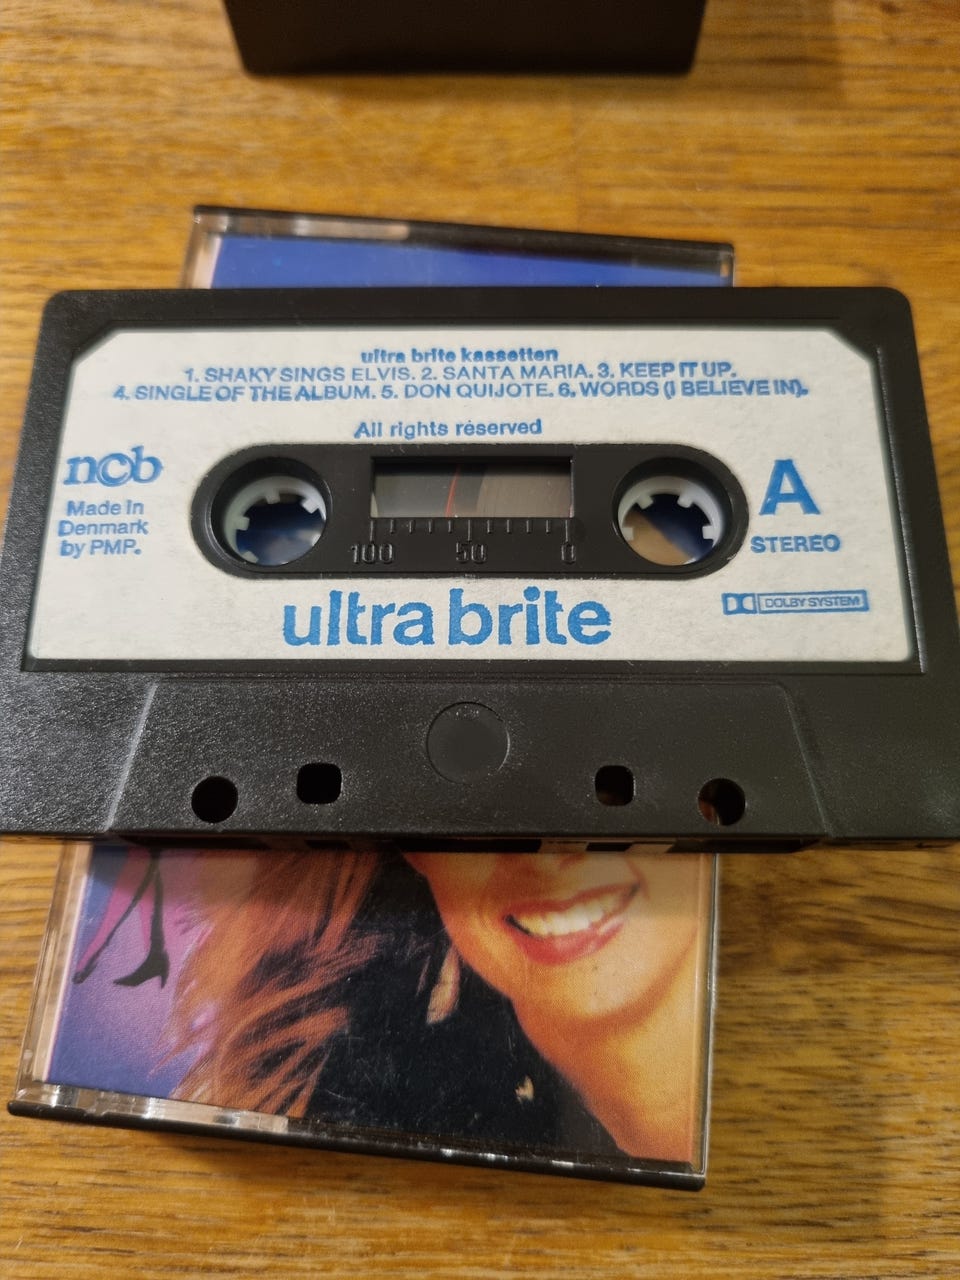 ultra brite kassetten
1. SHAKY SINGS ELVIS. 2. SANTA MARIA. 3. KEEP IT UP.
4. SINGLE OF THE ALBUM. 5. DON QUIJOTE. 6. WORDS (I BELIEVE IN).
All rights reserved
ncb
Made in
Denmark
by PMP.
100 50 0
A
STEREO
ultra brite
DOLBY SYSTEM